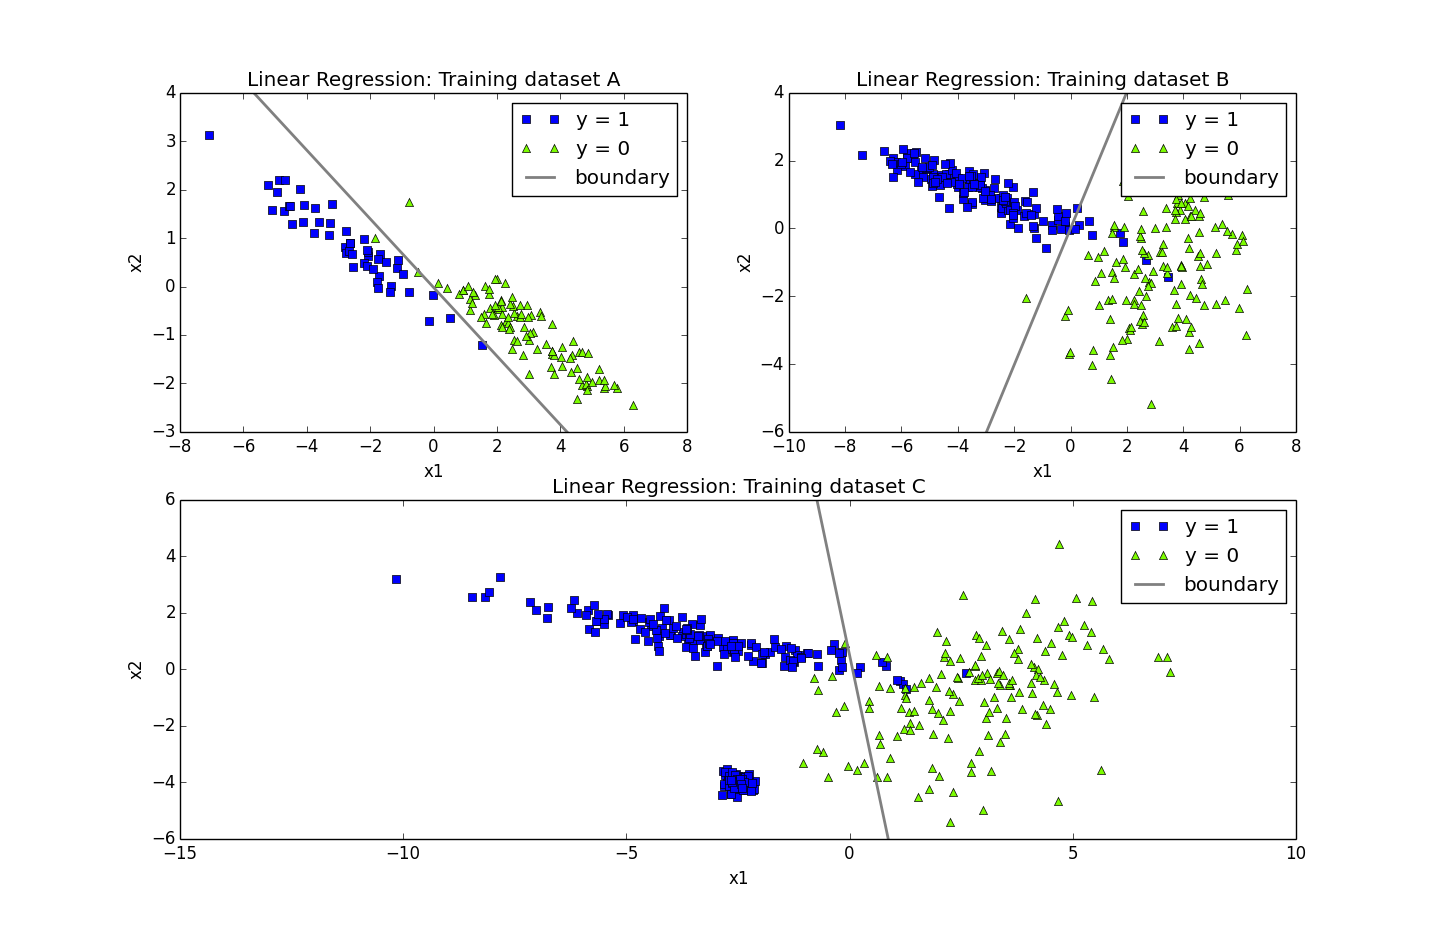 Linear Regression: Training dataset A
4
3
2
1
0
−1
−2
−3
x2
−8 −6 −4 −2 0 2 4 6 8
x1
y = 1
y = 0
boundary
Linear Regression: Training dataset B
4
2
0
−2
−4
−6
x2
−10 −8 −6 −4 −2 0 2 4 6 8
x1
y = 1
y = 0
boundary
Linear Regression: Training dataset C
6
4
2
0
−2
−4
−6
x2
−15 −10 −5 0 5 10
x1
y = 1
y = 0
boundary